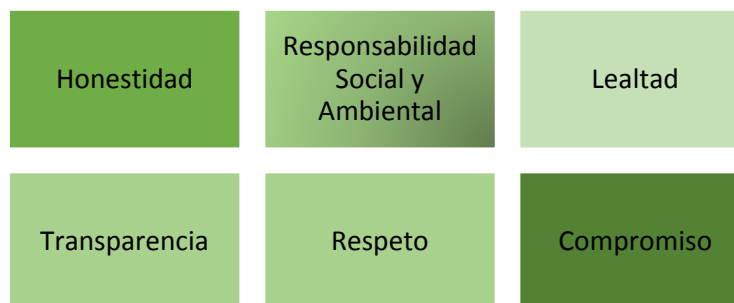 Honestidad
Responsabilidad
Social y
Ambiental
Lealtad
Transparencia
Respeto
Compromiso